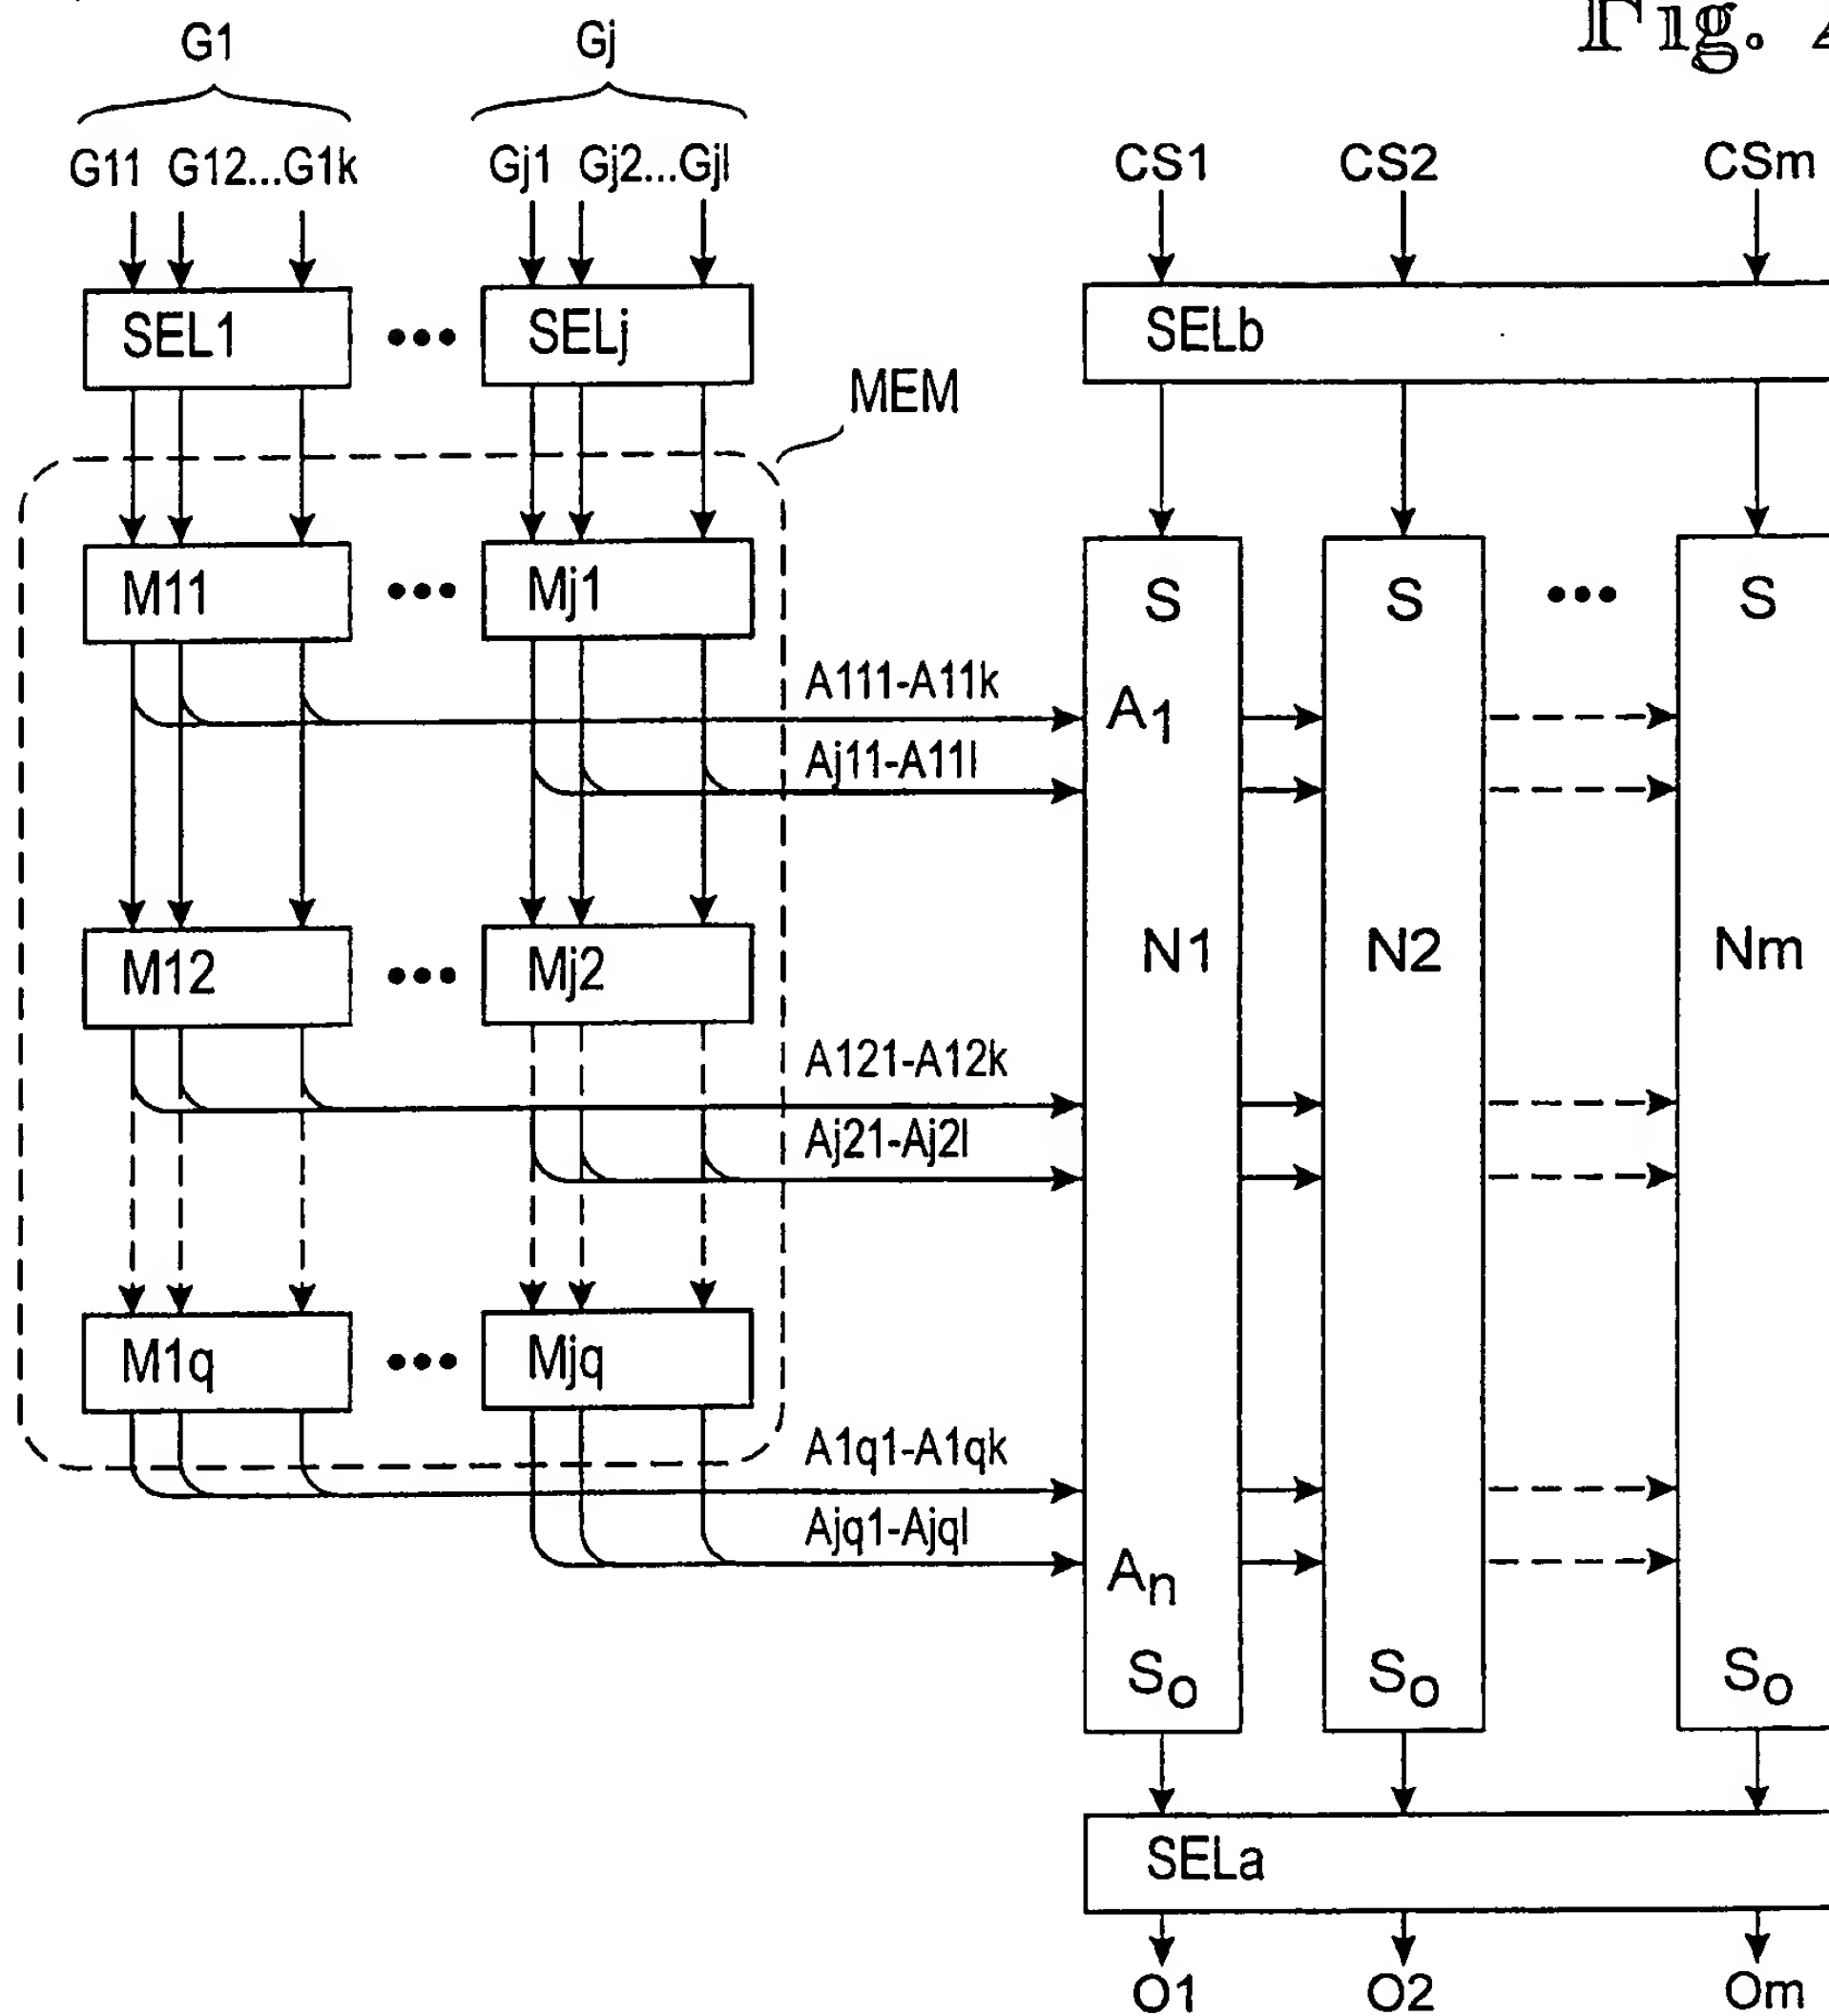 Fig. 2
G1 Gj
G11 G12...G1k Gj1 Gj2...Gjl CS1 CS2 CSm
SEL1 ••• SELj SELb
MEM
M11 ••• Mj1 S S ••• S
A111-A11k A1
Aj11-A11l
M12 ••• Mj2 N1 N2 Nm
A121-A12k
Aj21-Aj2l
M1q ••• Mjq
A1q1-A1qk
Ajq1-Ajql An
So So So
SELa
O1 O2 Om